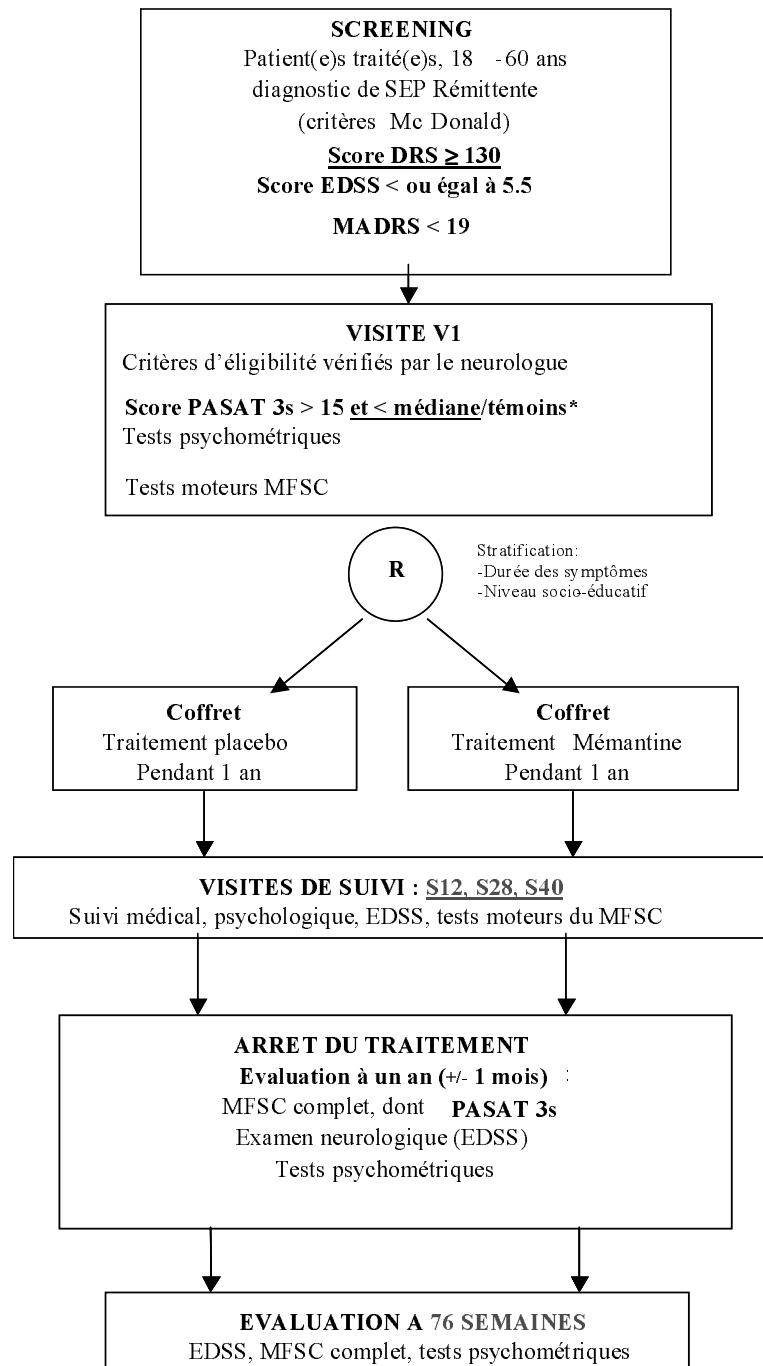 SCREENING
Patient(e)s traité(e)s, 18 -60 ans
diagnostic de SEP Rémittente
(critères Mc Donald)
Score DRS ≥ 130
Score EDSS < ou égal à 5.5
MADRS < 19
VISITE V1
Critères d'éligibilité vérifiés par le neurologue
Score PASAT 3s > 15 et < médiane/témoins*
Tests psychométriques
Tests moteurs MFSC
R
Stratification:
-Durée des symptômes
-Niveau socio-éducatif
Coffret
Traitement placebo
Pendant 1 an
Coffret
Traitement Mémantine
Pendant 1 an
VISITES DE SUIVI : S12, S28, S40
Suivi médical, psychologique, EDSS, tests moteurs du MFSC
ARRET DU TRAITEMENT
Evaluation à un an (+/- 1 mois) :
MFSC complet, dont PASAT 3s
Examen neurologique (EDSS)
Tests psychométriques
EVALUATION A 76 SEMAINES
EDSS, MFSC complet, tests psychométriques